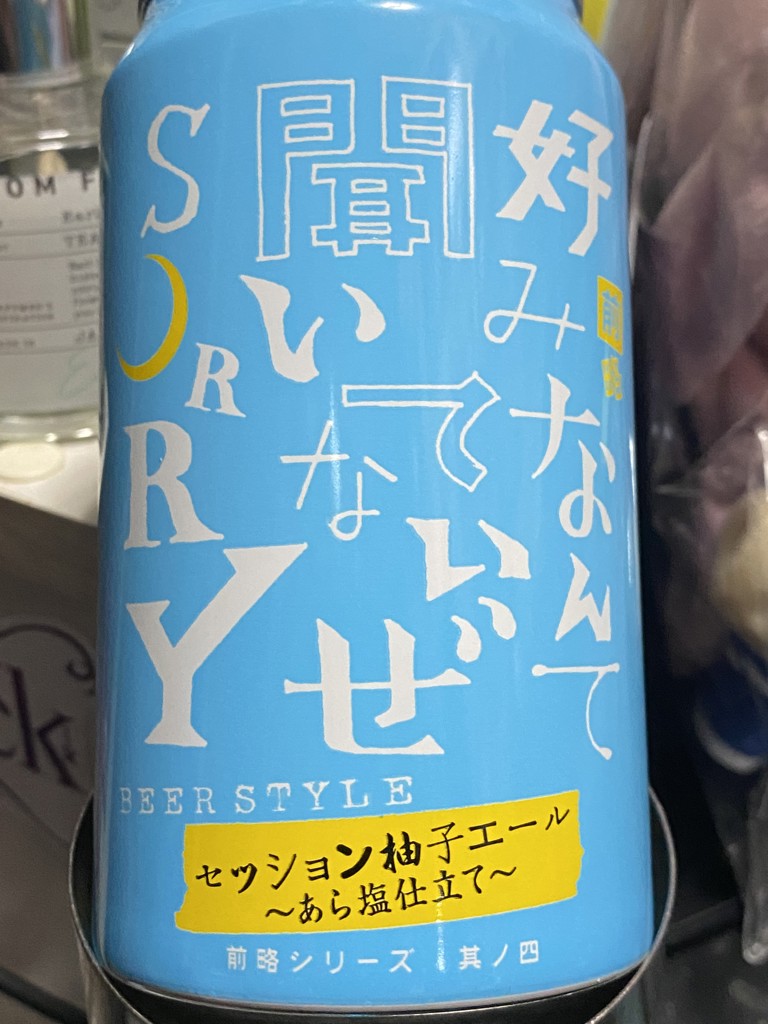 前略
好みなんて
聞いてないぜ
SORRY
BEER STYLE
セッション柚子エール
～あら塩仕立て～
前略シリーズ 其ノ四
OM F